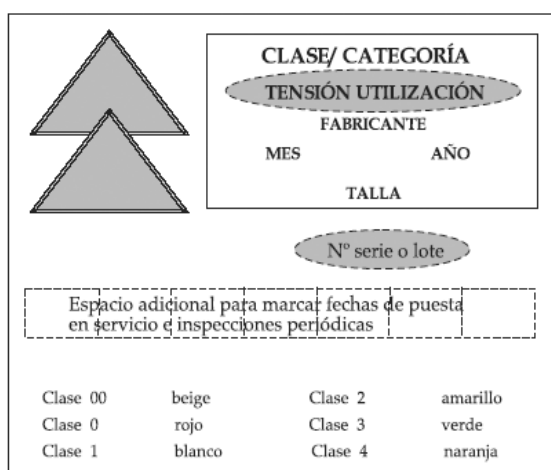 CLASE/ CATEGORÍA
TENSIÓN UTILIZACIÓN
FABRICANTE
MES AÑO
TALLA
Nº serie o lote
Espacio adicional para marcar fechas de puesta
en servicio e inspecciones periódicas
Clase 00 beige Clase 2 amarillo
Clase 0 rojo Clase 3 verde
Clase 1 blanco Clase 4 naranja